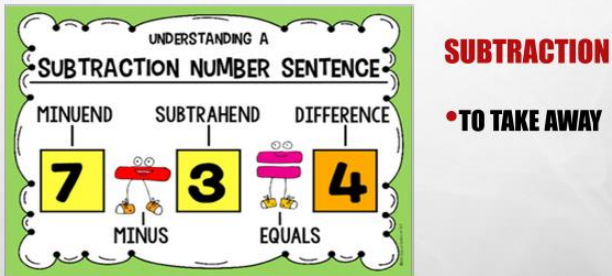 UNDERSTANDING A
SUBTRACTION NUMBER SENTENCE
MINUEND SUBTRAHEND DIFFERENCE
7 3 4
MINUS EQUALS
SUBTRACTION
•TO TAKE AWAY